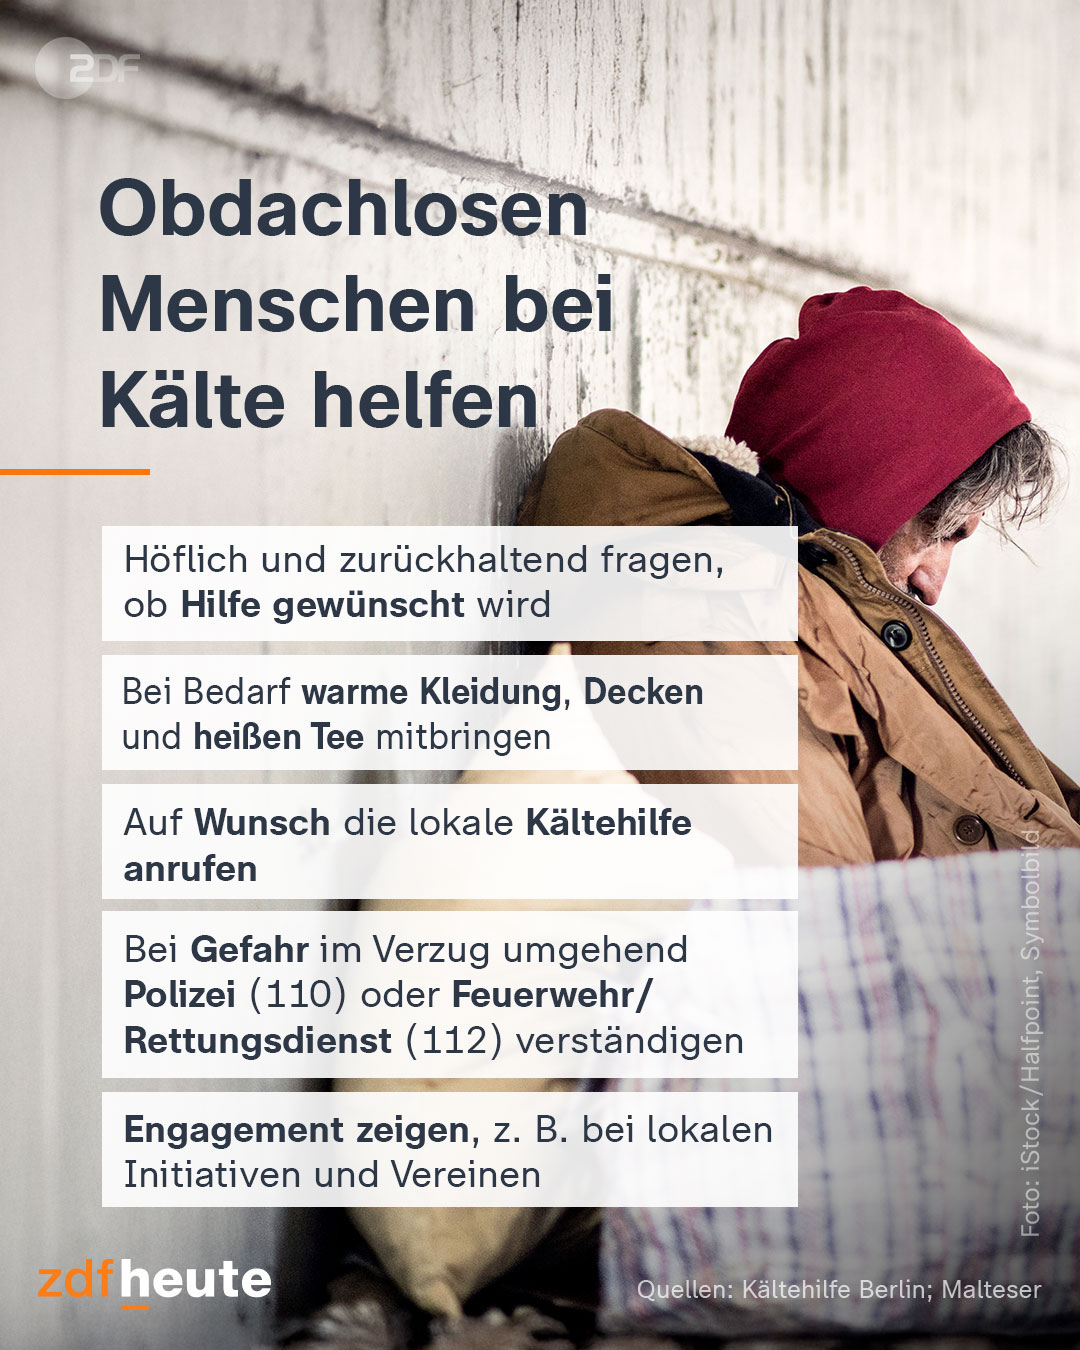 ZDF
Obdachlosen
Menschen bei
Kälte helfen
Höflich und zurückhaltend fragen,
ob Hilfe gewünscht wird
Bei Bedarf warme Kleidung, Decken
und heißen Tee mitbringen
Auf Wunsch die lokale Kältehilfe
anrufen
Bei Gefahr im Verzug umgehend
Polizei (110) oder Feuerwehr/
Rettungsdienst (112) verständigen
Engagement zeigen, z. B. bei lokalen
Initiativen und Vereinen
Foto: iStock/Halfpoint, Symbolbild
zdfheute
Quellen: Kältehilfe Berlin; Malteser